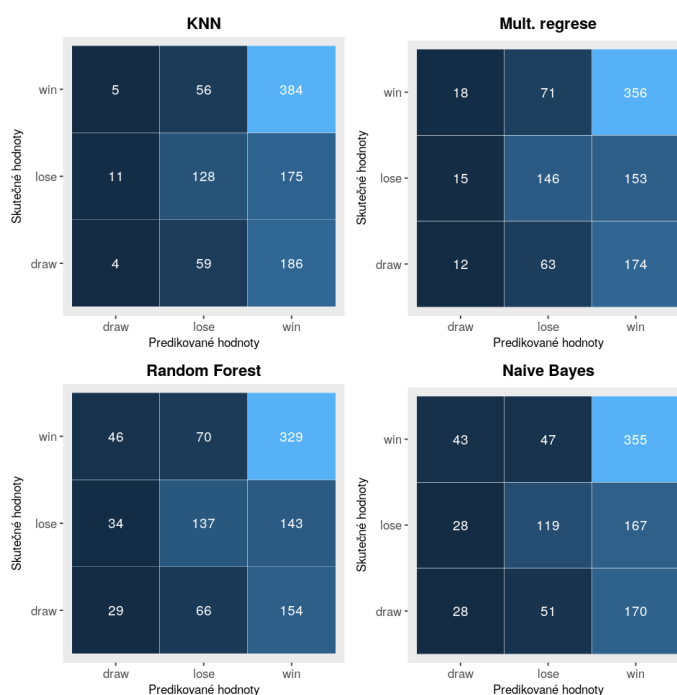 KNN
Skutečné hodnoty
win
5 56 384
lose
11 128 175
draw
4 59 186
draw lose win
Predikované hodnoty
Mult. regrese
Skutečné hodnoty
win
18 71 356
lose
15 146 153
draw
12 63 174
draw lose win
Predikované hodnoty
Random Forest
Skutečné hodnoty
win
46 70 329
lose
34 137 143
draw
29 66 154
draw lose win
Predikované hodnoty
Naive Bayes
Skutečné hodnoty
win
43 47 355
lose
28 119 167
draw
28 51 170
draw lose win
Predikované hodnoty